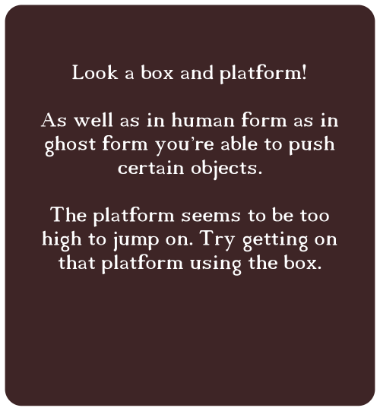 Look a box and platform!
As well as in human form as in
ghost form you're able to push
certain objects.
The platform seems to be too
high to jump on. Try getting on
that platform using the box.